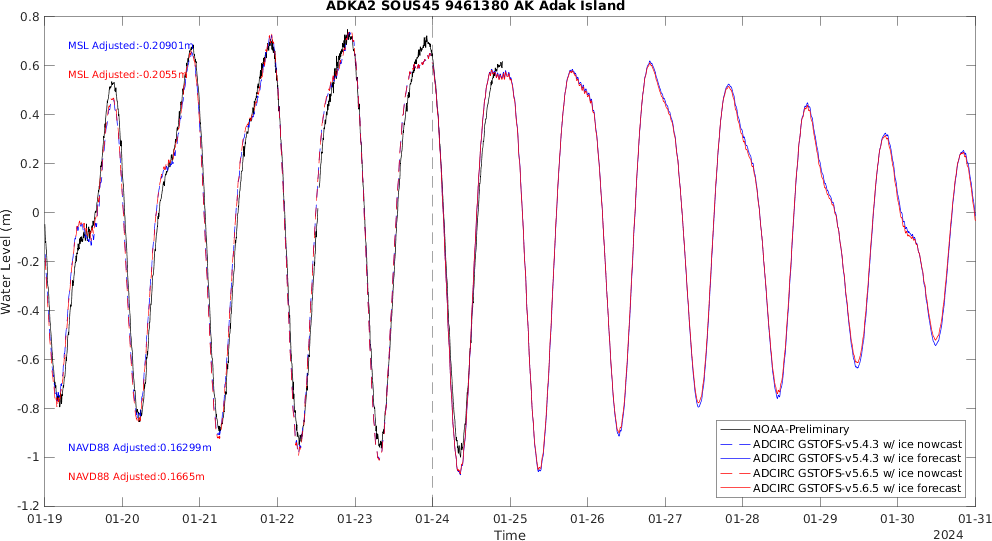 ADKA2 SOUS45 9461380 AK Adak Island
0.8
MSL Adjusted:-0.20901m
0.6
MSL Adjusted:-0.2055m
0.4
0.2
0
-0.2
-0.4
-0.6
-0.8
-1
-1.2
Water Level (m)
NAVD88 Adjusted:0.16299m
NAVD88 Adjusted:0.1665m
NOAA-Preliminary
ADCIRC GSTOFS-v5.4.3 w/ ice nowcast
ADCIRC GSTOFS-v5.4.3 w/ ice forecast
ADCIRC GSTOFS-v5.6.5 w/ ice nowcast
ADCIRC GSTOFS-v5.6.5 w/ ice forecast
01-19 01-20 01-21 01-22 01-23 01-24 01-25 01-26 01-27 01-28 01-29 01-30 01-31
Time
2024